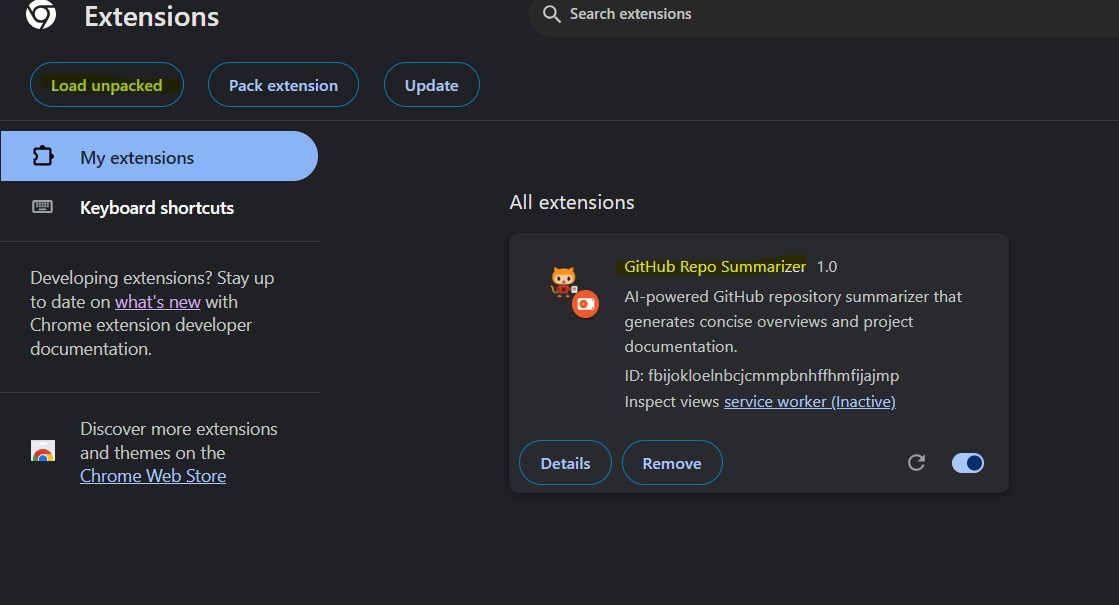 Extensions
Search extensions
Load unpacked
Pack extension
Update
My extensions
Keyboard shortcuts
All extensions
Developing extensions? Stay up
to date on what's new with
Chrome extension developer
documentation.
Discover more extensions
and themes on the
Chrome Web Store
GitHub Repo Summarizer 1.0
AI-powered GitHub repository summarizer that
generates concise overviews and project
documentation.
ID: fbijokloelnbcjcmmpbnhffhmfijajmp
Inspect views service worker (Inactive)
Details
Remove